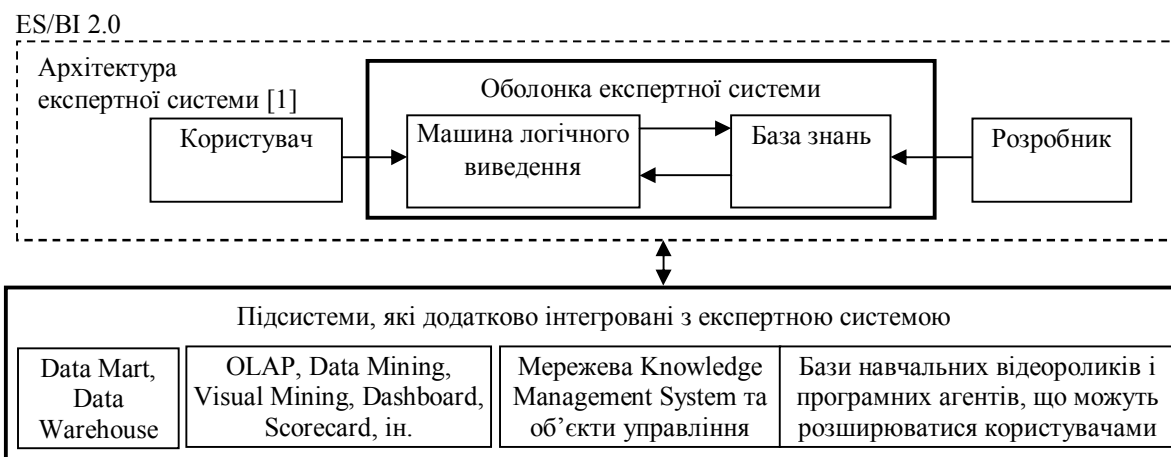 ES/BI 2.0
Архітектура
експертної системи [1]
Оболонка експертної системи
Користувач
Машина логічного
виведення
База знань
Розробник
Підсистеми, які додатково інтегровані з експертною системою
Data Mart,
Data
Warehouse
OLAP, Data Mining,
Visual Mining, Dashboard,
Scorecard, ін.
Мережева Knowledge
Management System та
об’єкти управління
Бази навчальних відеороликів і
програмних агентів, що можуть
розширюватися користувачами